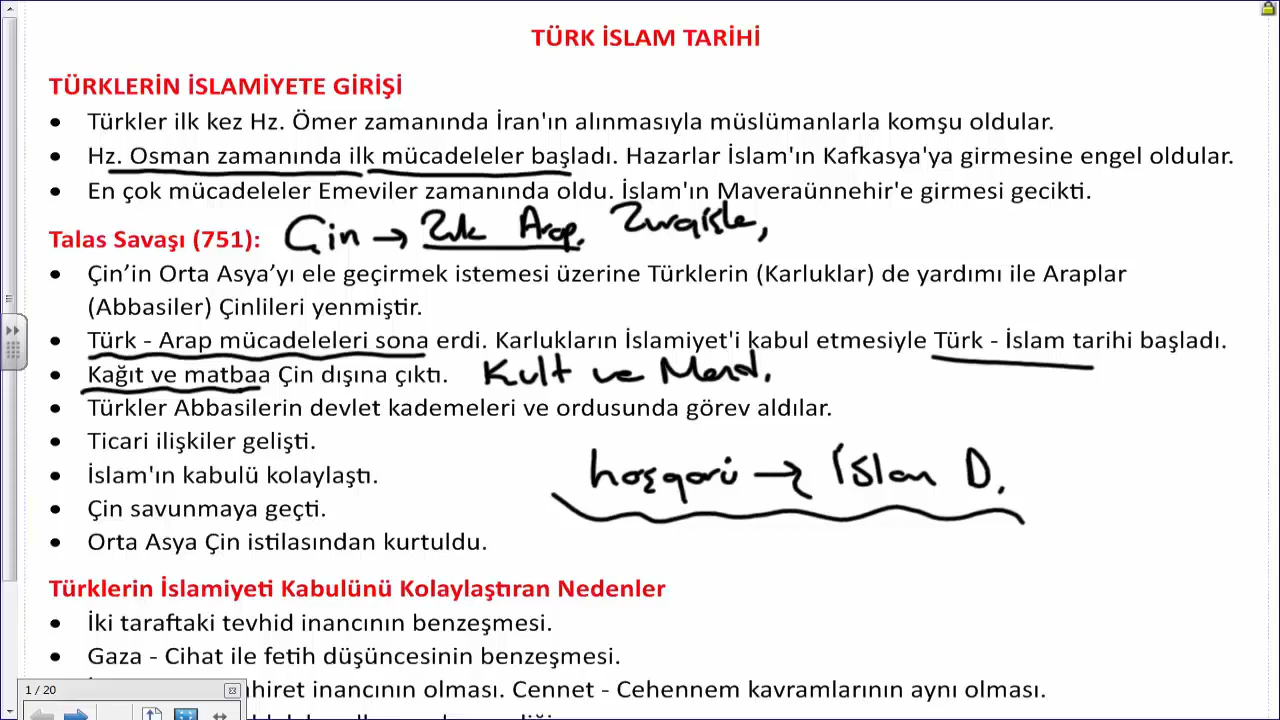 TÜRK İSLAM TARİHİ
TÜRKLERİN İSLAMİYETE GİRİŞİ
• Türkler ilk kez Hz. Ömer zamanında İran'ın alınmasıyla müslümanlarla komşu oldular.
• Hz. Osman zamanında ilk mücadeleler başladı. Hazarlar İslam'ın Kafkasya'ya girmesine engel oldular.
• En çok mücadeleler Emeviler zamanında oldu. İslam'ın Maveraünnehir'e girmesi gecikti.
Talas Savaşı (751): Çin → Arap.
• Çin’in Orta Asya’yı ele geçirmek istemesi üzerine Türklerin (Karluklar) de yardımı ile Araplar
(Abbasiler) Çinlileri yenmiştir.
• Türk - Arap mücadeleleri sona erdi. Karlukların İslamiyet'i kabul etmesiyle Türk - İslam tarihi başladı.
• Kağıt ve matbaa Çin dışına çıktı. Kult ve Med.
• Türkler Abbasilerin devlet kademeleri ve ordusunda görev aldılar.
• Ticari ilişkiler gelişti.
• İslam'ın kabulü kolaylaştı.
hoşgörü → İslam D.
• Çin savunmaya geçti.
• Orta Asya Çin istilasından kurtuldu.
Türklerin İslamiyeti Kabulünü Kolaylaştıran Nedenler
• İki taraftaki tevhid inancının benzeşmesi.
• Gaza - Cihat ile fetih düşüncesinin benzeşmesi.
inancının olması. Cennet - Cehennem kavramlarının aynı olması.
1 / 20